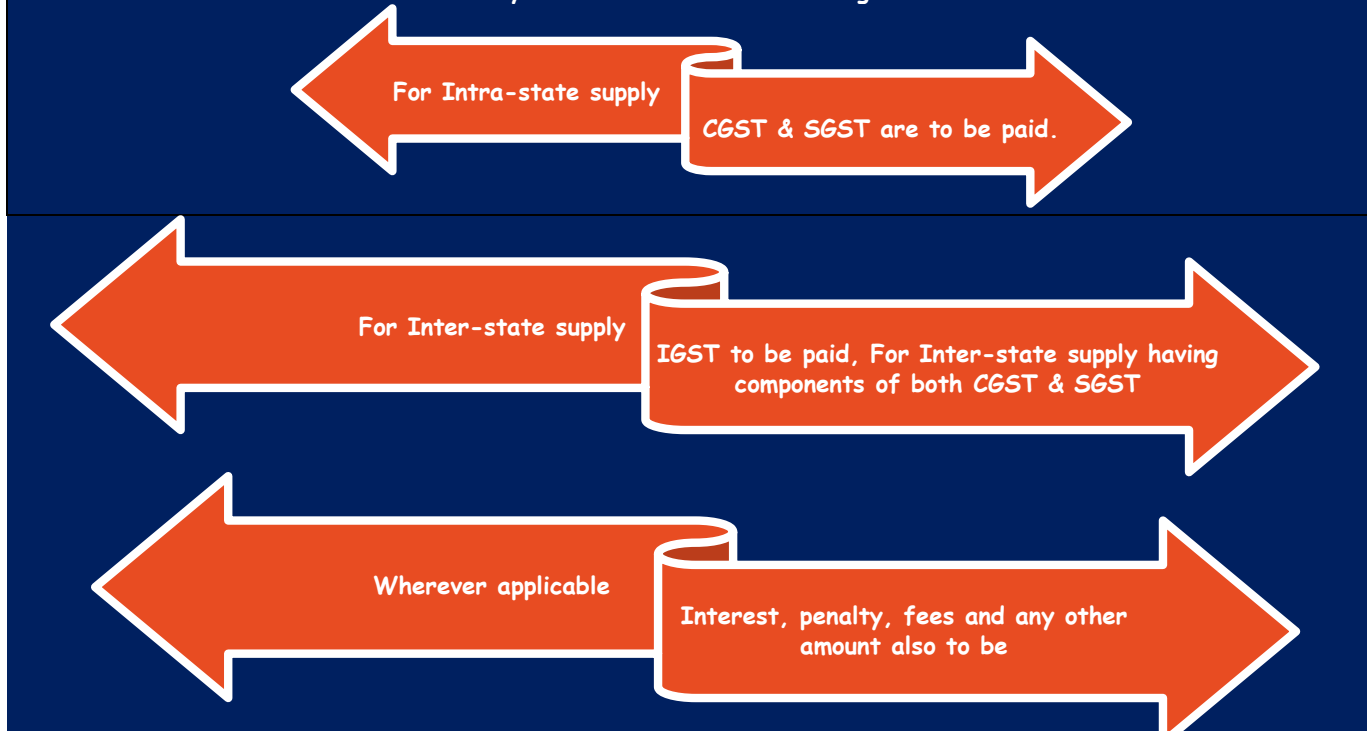 For Intra-state supply
CGST & SGST are to be paid.
For Inter-state supply
IGST to be paid, For Inter-state supply having
components of both CGST & SGST
Wherever applicable
Interest, penalty, fees and any other
amount also to be